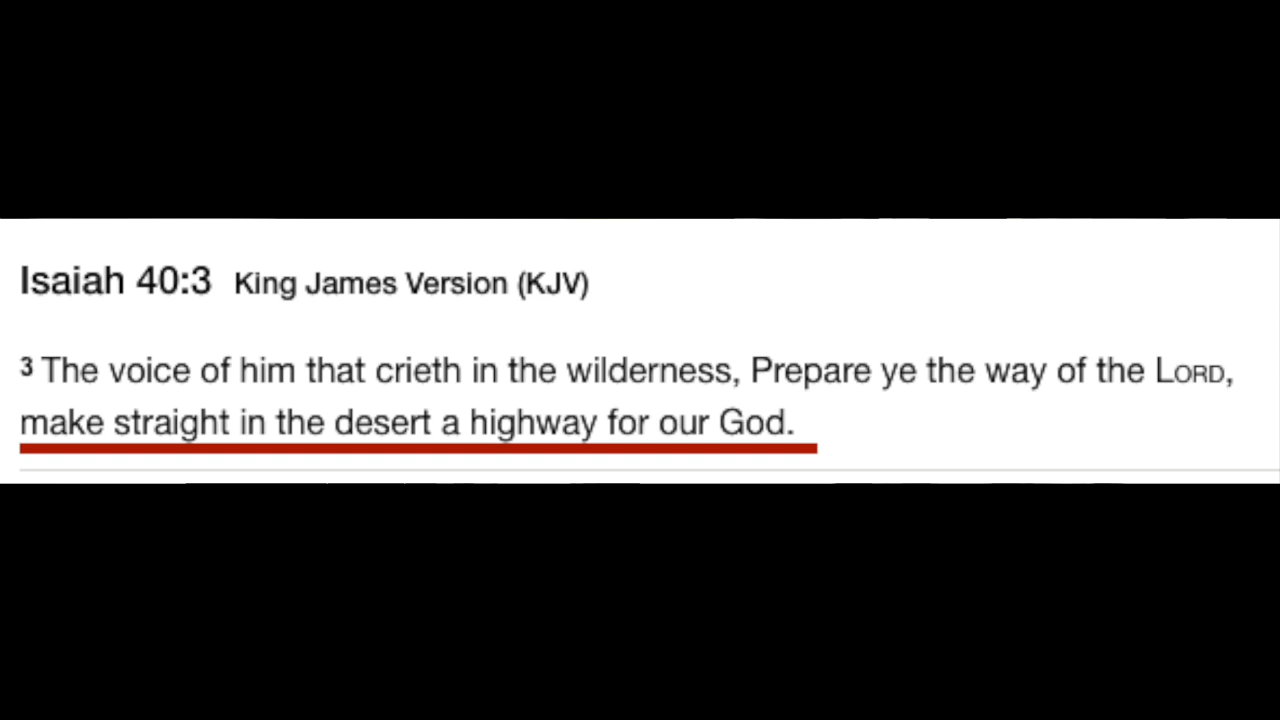 Isaiah 40:3 King James Version (KJV)
3 The voice of him that crieth in the wilderness, Prepare ye the way of the LORD,
make straight in the desert a highway for our God.